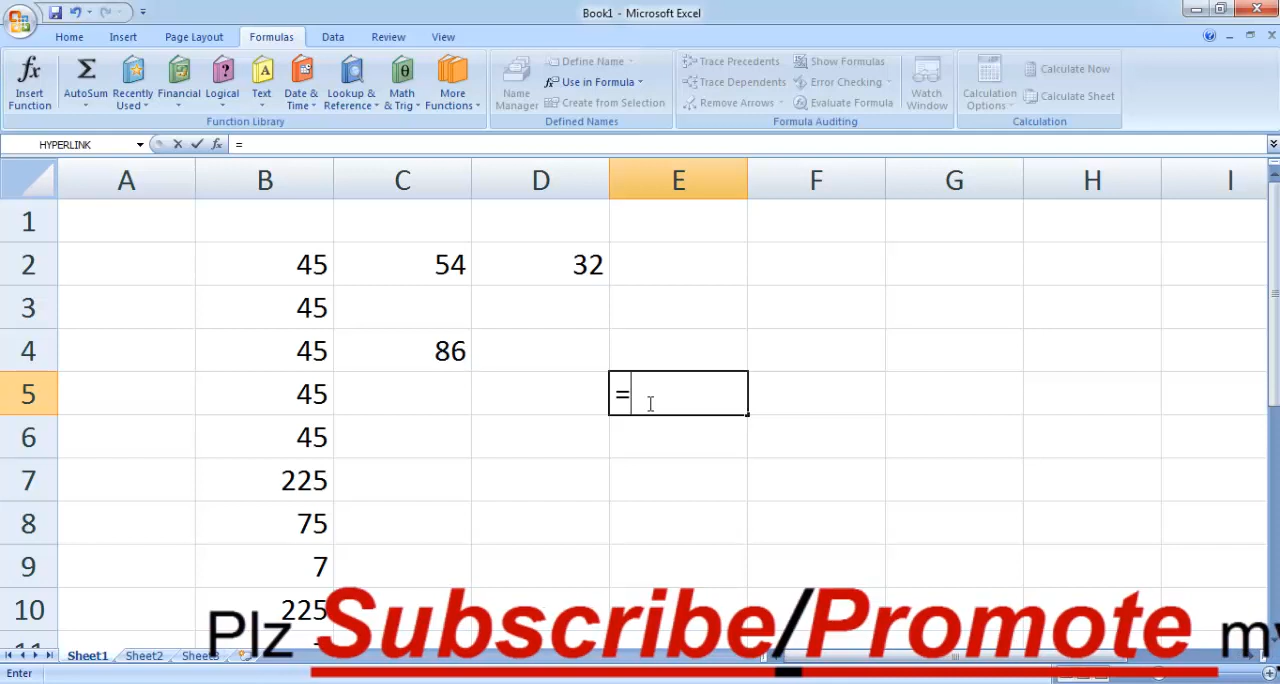 Book1 - Microsoft Excel
Home Insert Page Layout Formulas Data Review View
fx Insert Function
Σ AutoSum
Recently Used
Financial
? Logical
A Text
Date & Time
Lookup & Reference
θ Math & Trig
More Functions
Function Library
Name Manager
Define Name
Use in Formula
Create from Selection
Defined Names
Trace Precedents
Trace Dependents
Remove Arrows
Show Formulas
Error Checking
Evaluate Formula
Watch Window
Formula Auditing
Calculation Options
Calculate Now
Calculate Sheet
Calculation
HYPERLINK fx =
A B C D E F G H I
1
2 45 54 32
3 45
4 45 86
5 45 =
6 45
7 225
8 75
9 7
10 225
Plz Subscribe/Promote my
Sheet1 Sheet2 Sheet3
Enter